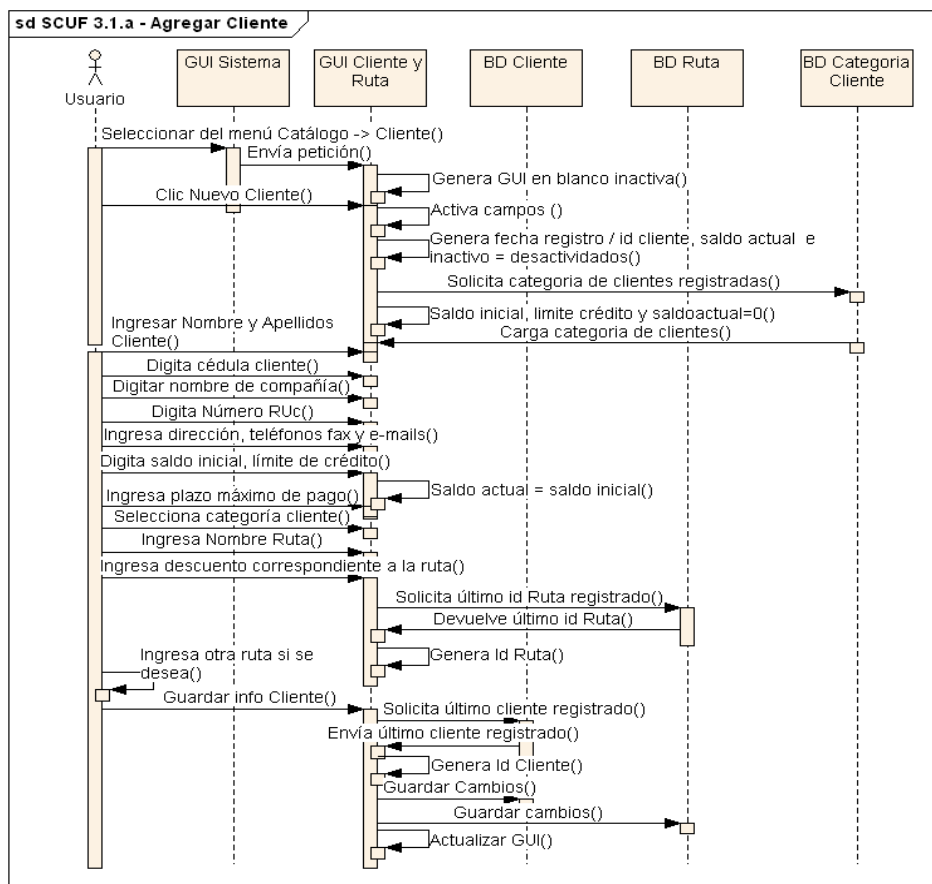 sd SCUF 3.1.a - Agregar Cliente
Usuario
GUI Sistema
GUI Cliente y
Ruta
BD Cliente
BD Ruta
BD Categoria
Cliente
Seleccionar del menú Catálogo -> Cliente()
Envía petición()
Genera GUI en blanco inactiva()
Clic Nuevo Cliente()
Activa campos ()
Genera fecha registro / id cliente, saldo actual e
inactivo = desactividados()
Solicita categoria de clientes registradas()
Saldo inicial, limite crédito y saldoactual=0()
Ingresar Nombre y Apellidos
Cliente()
Carga categoria de clientes()
Digita cédula cliente()
Digitar nombre de compañía()
Digita Número RUc()
Ingresa dirección, teléfonos fax y e-mails()
Digita saldo inicial, límite de crédito()
Saldo actual = saldo inicial()
Ingresa plazo máximo de pago()
Selecciona categoría cliente()
Ingresa Nombre Ruta()
Ingresa descuento correspondiente a la ruta()
Solicita último id Ruta registrado()
Devuelve último id Ruta()
Genera Id Ruta()
Ingresa otra ruta si se
desea()
Guardar info Cliente()
Solicita último cliente registrado()
Envía último cliente registrado()
Genera Id Cliente()
Guardar Cambios()
Guardar cambios()
Actualizar GUI()